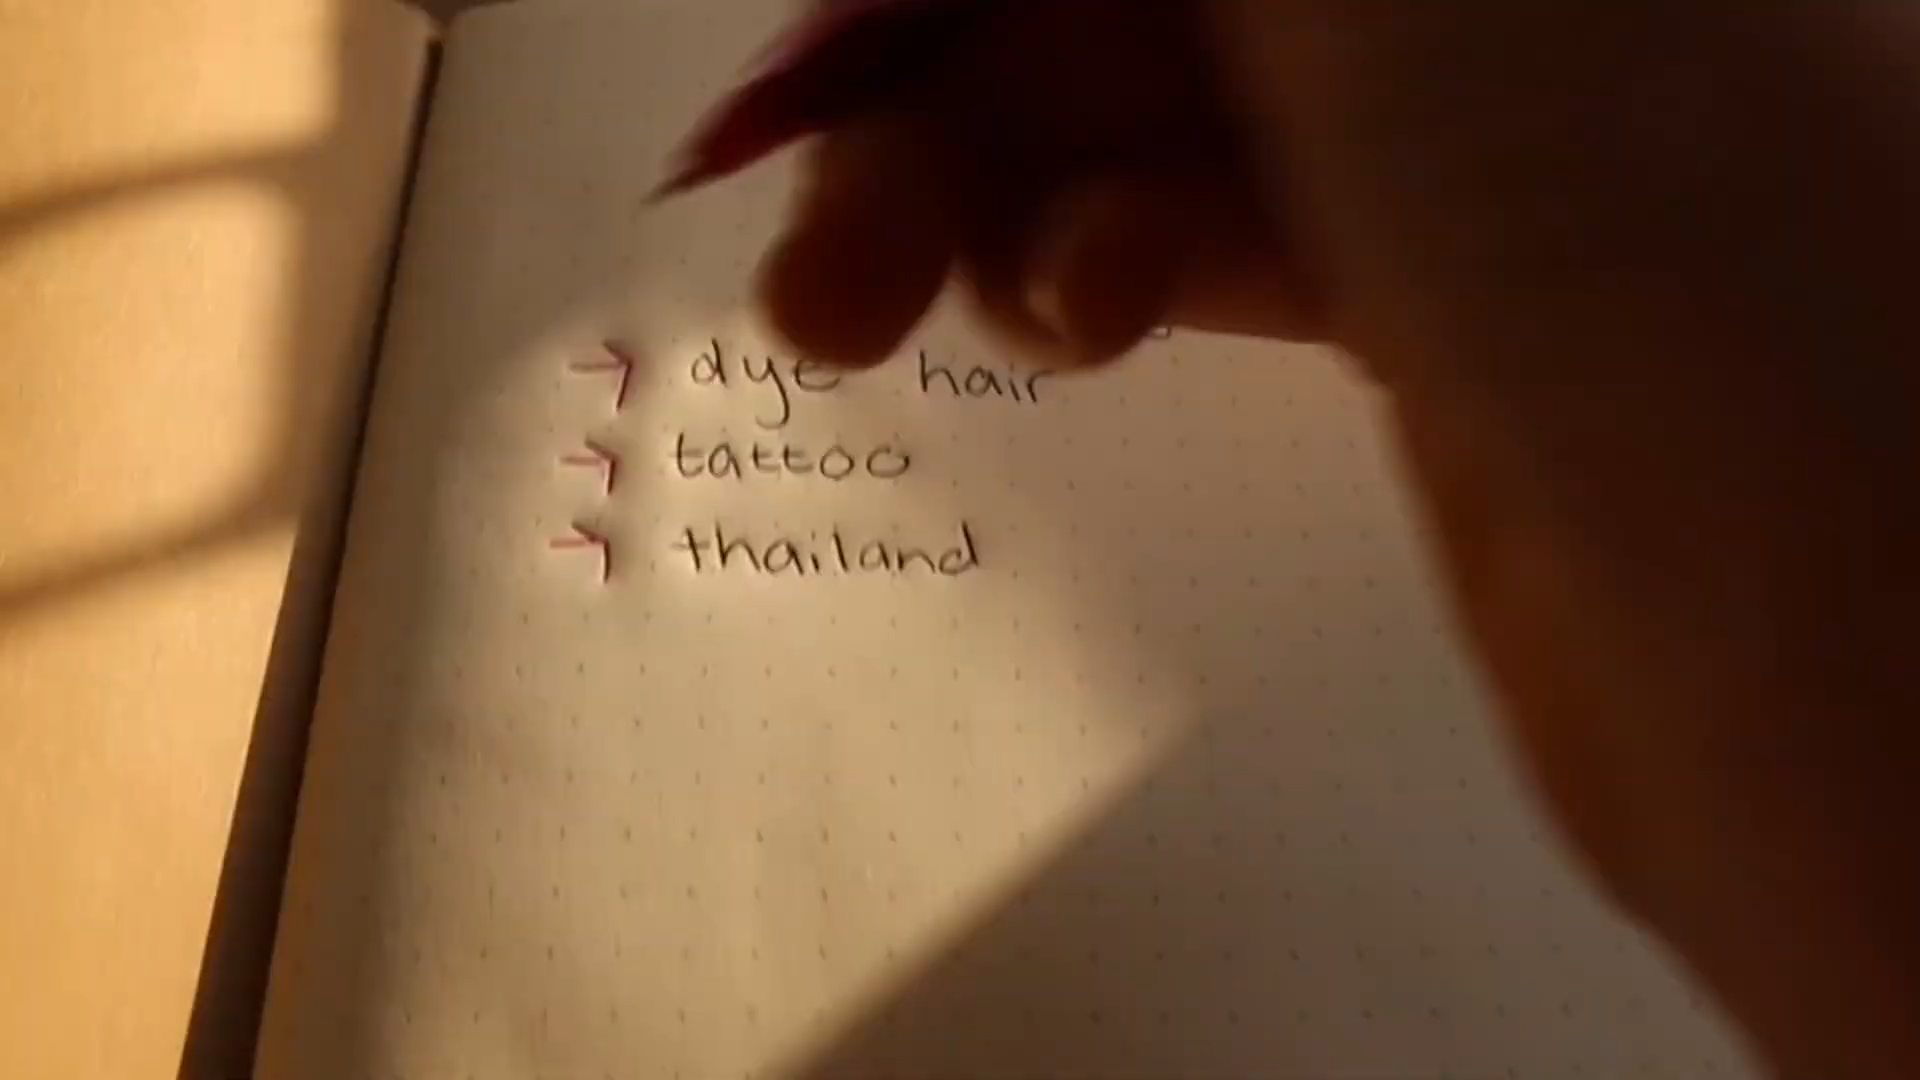 → dye hair
→ tattoo
→ thailand